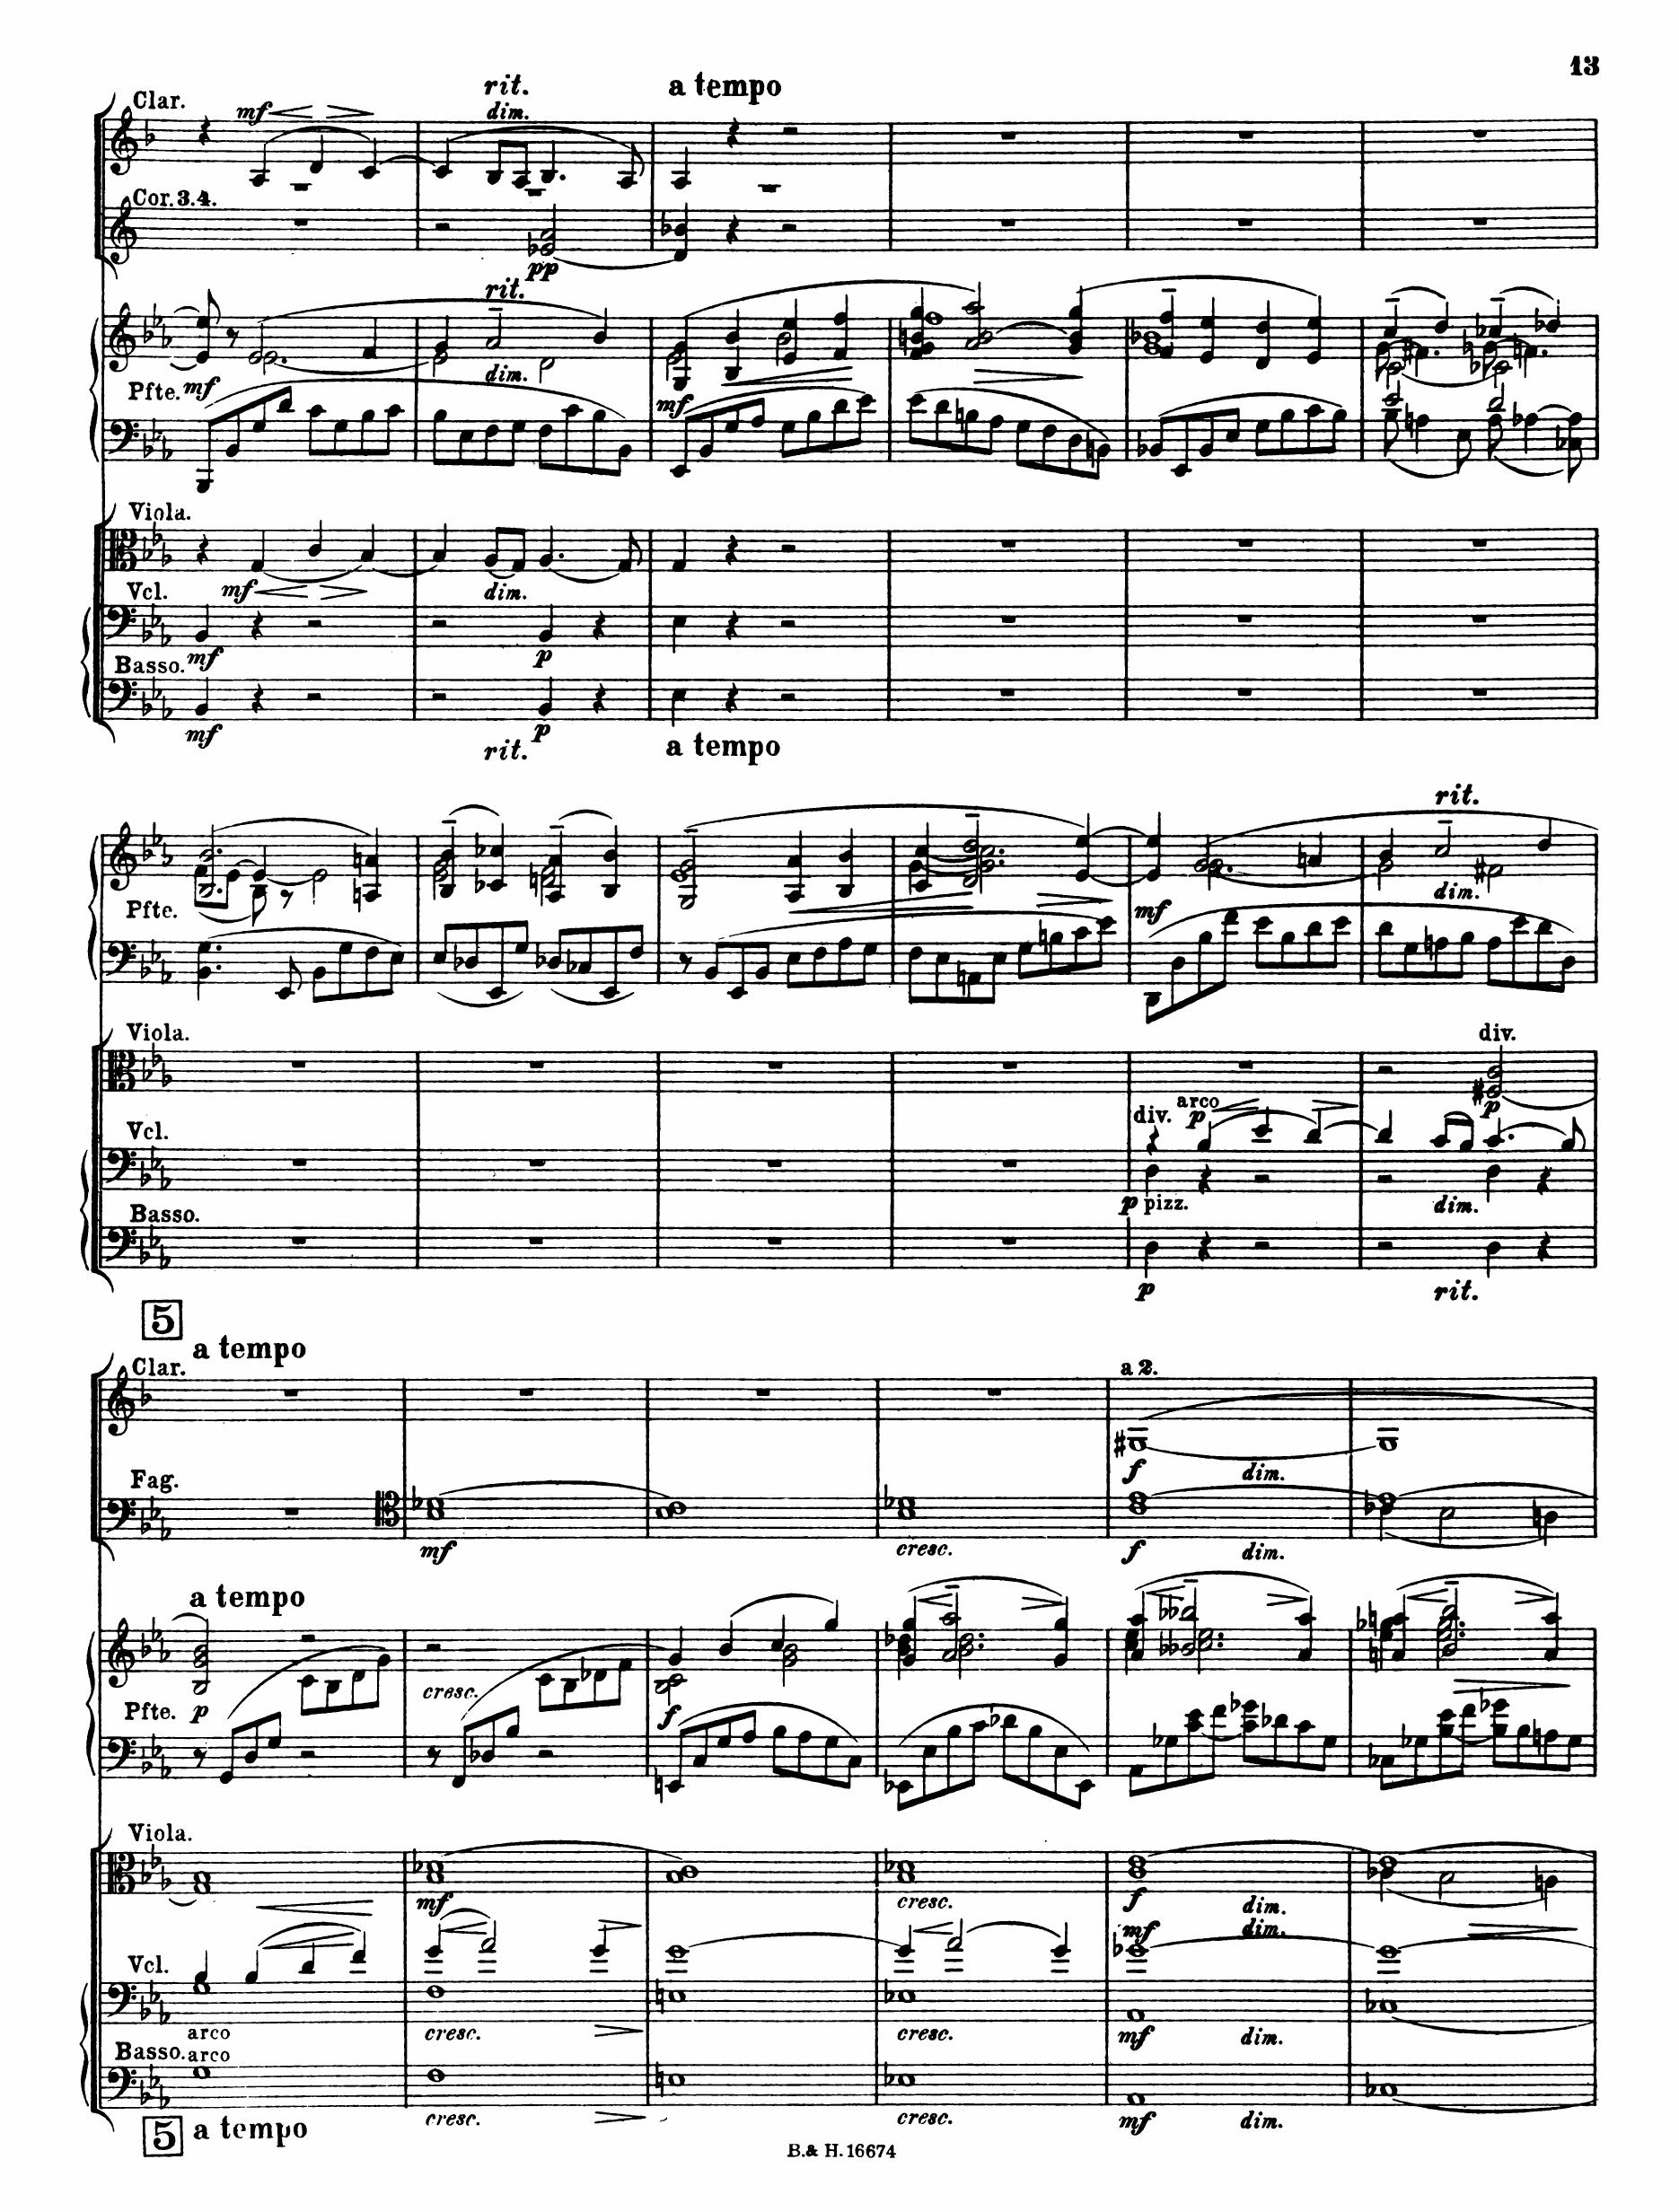 13
rit.
a tempo
Clar.
mf
dim.
Cor. 3. 4.
pp
rit.
Pfte.
mf
dim.
mf
Viola.
mf
dim.
Vcl.
mf
p
Basso.
mf
p
rit.
a tempo
rit.
Pfte.
mf
dim.
Viola.
div.
p
div.
arco
p
Vcl.
p pizz.
dim.
Basso.
p
rit.
5
a tempo
Clar.
a 2.
f
dim.
Fag.
mf
cresc.
f
dim.
a tempo
Pfte.
p
cresc.
f
Viola.
mf
cresc.
f
dim.
mf
dim.
Vcl.
arco
cresc.
cresc.
mf
dim.
Basso.
arco
cresc.
cresc.
mf
dim.
5
a tempo
B. & H. 16674